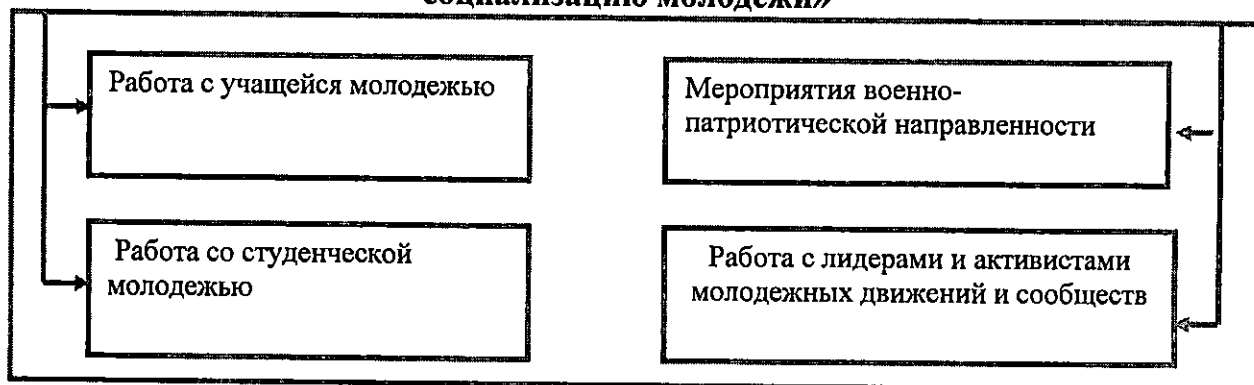 социализацию молодежи»
Работа с учащейся молодежью
Мероприятия военно-
патриотической направленности
Работа со студенческой
молодежью
Работа с лидерами и активистами
молодежных движений и сообществ